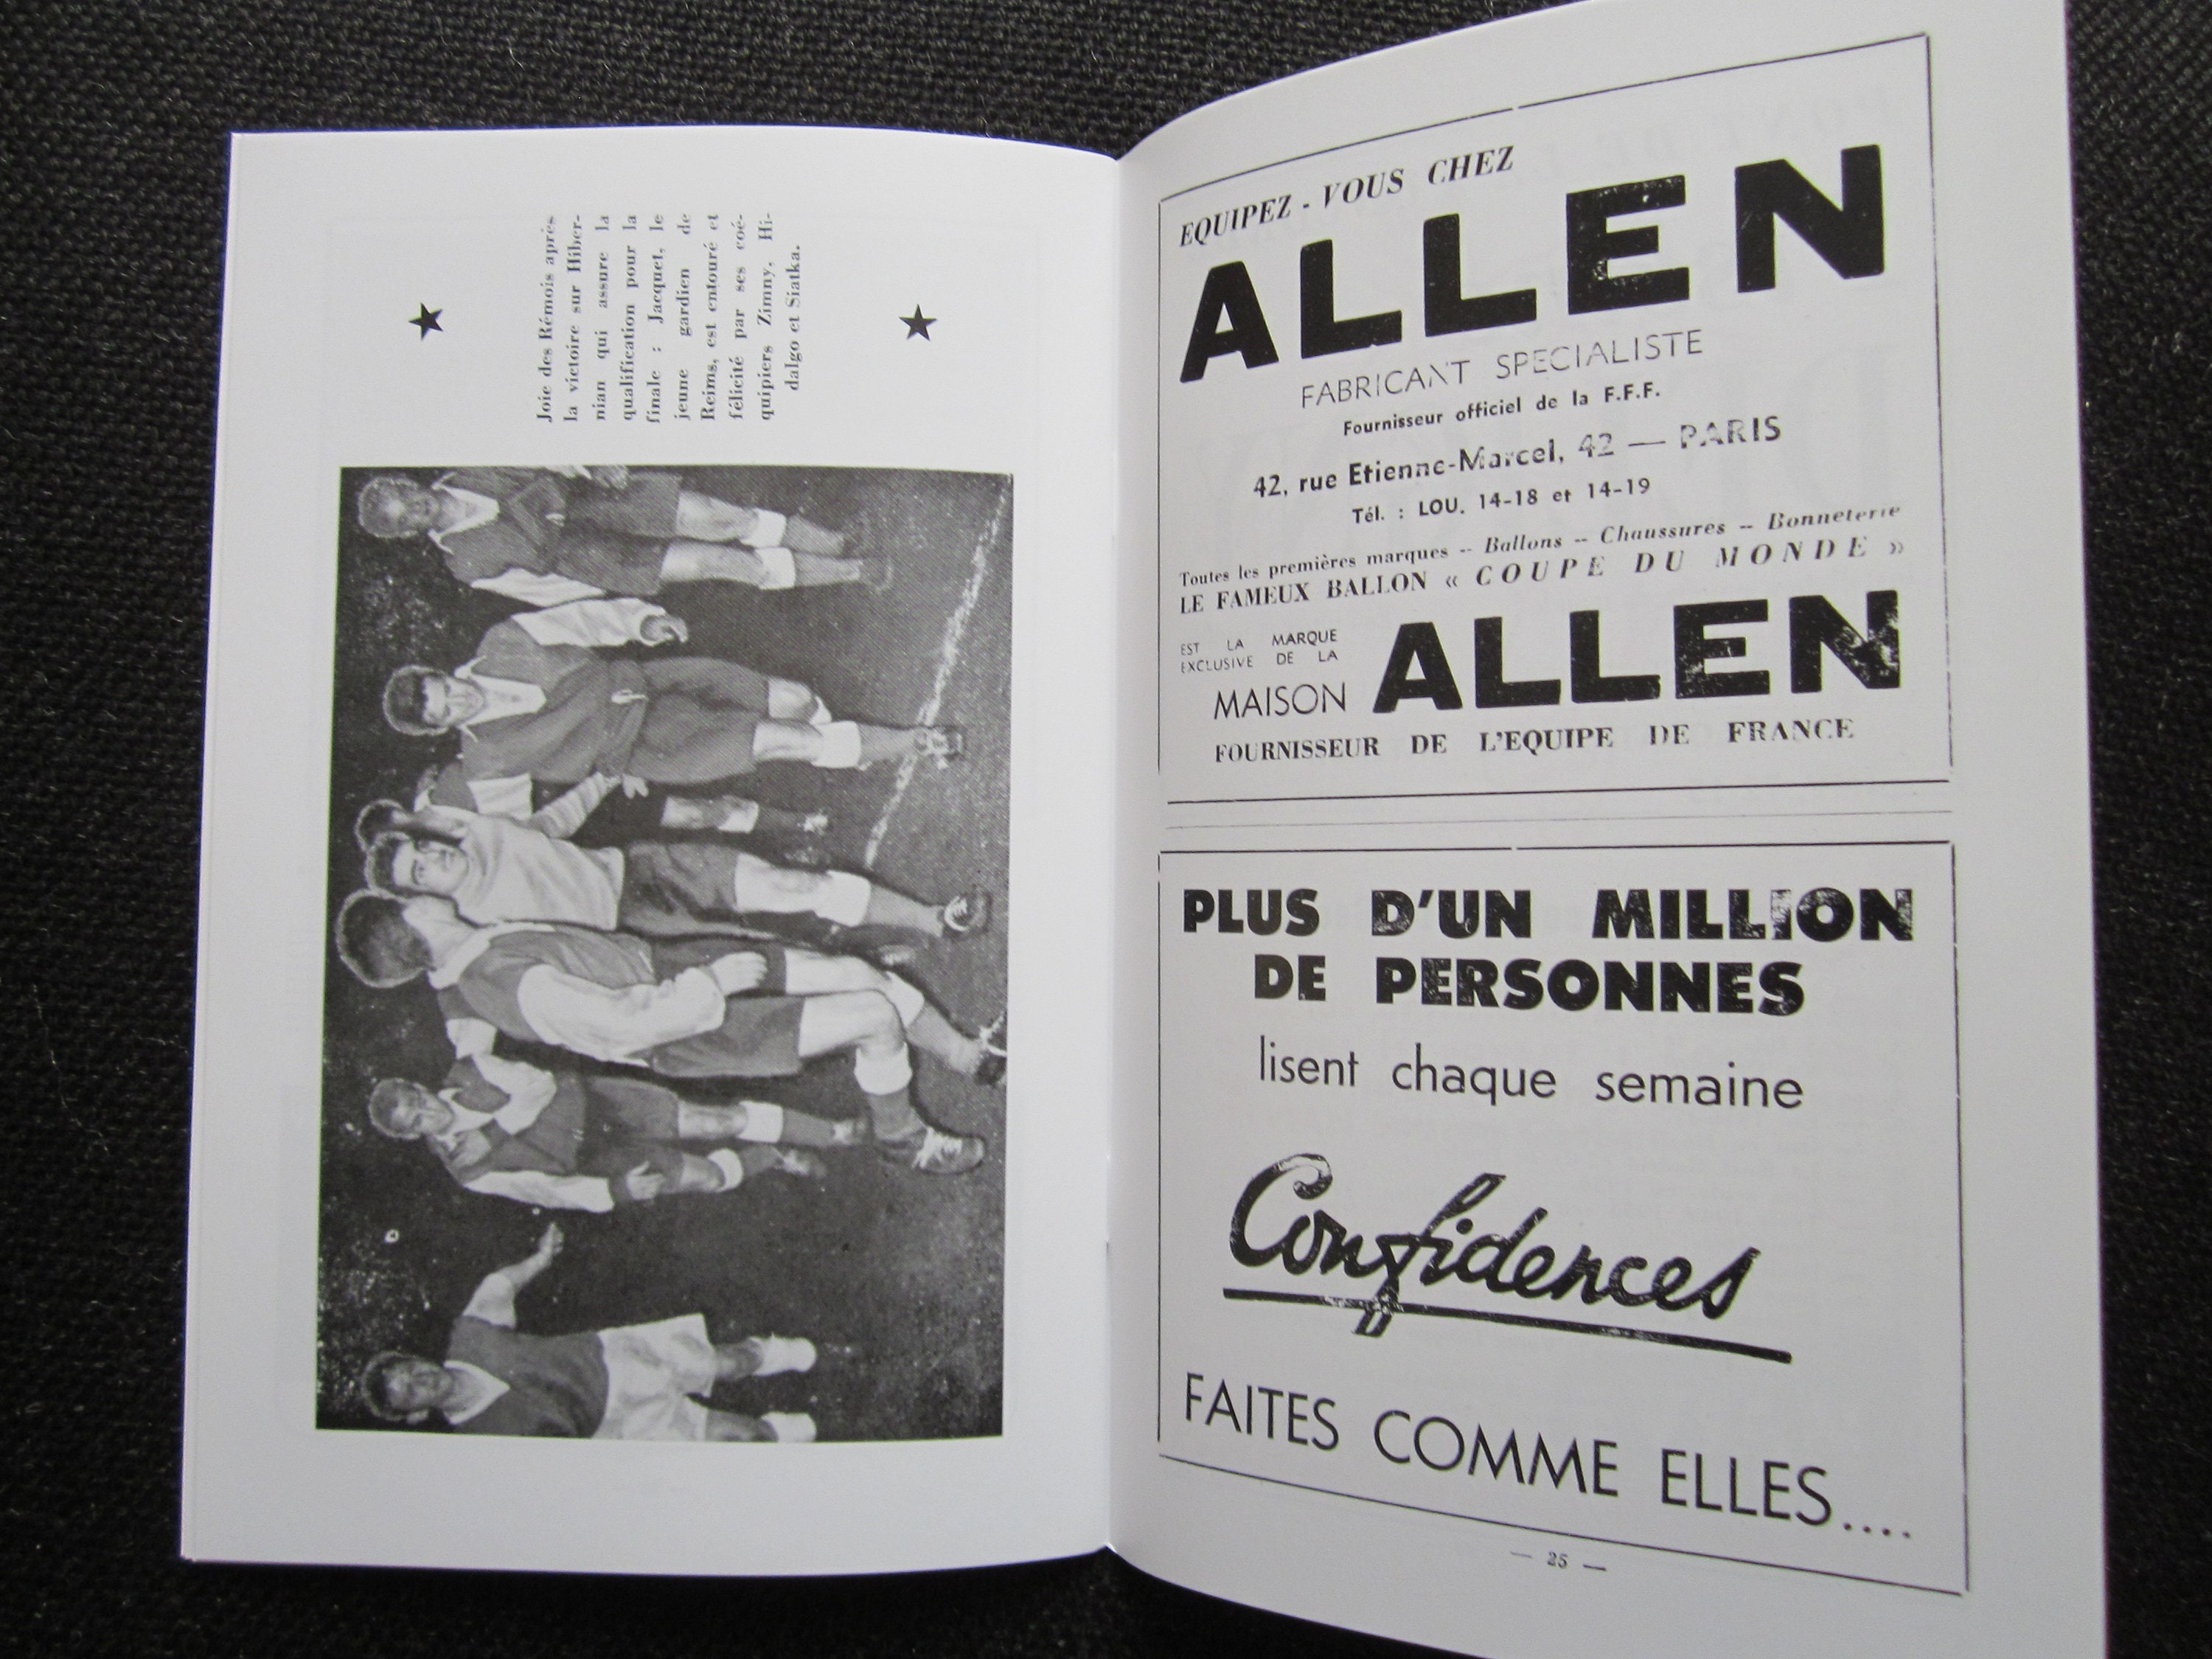 Joie des Rémois après
la victoire sur Hiber-
nian qui assure la
qualification pour la
finale : Jacquet, le
jeune gardien de
Reims, est entouré et
félicité par ses coé-
quipiers Zimny, Hi-
dalgo et Siatka.
EQUIPEZ - VOUS CHEZ
ALLEN
FABRICANT SPECIALISTE
Fournisseur officiel de la F.F.F.
42, rue Etienne-Marcel, 42 — PARIS
Tél. : LOU. 14-18 et 14-19
Toutes les premières marques -- Ballons -- Chaussures -- Bonneterie
LE FAMEUX BALLON « COUPE DU MONDE »
EST LA MARQUE
EXCLUSIVE DE LA
MAISON ALLEN
FOURNISSEUR DE L'EQUIPE DE FRANCE
PLUS D'UN MILLION
DE PERSONNES
lisent chaque semaine
Confidences
FAITES COMME ELLES....
— 25 —